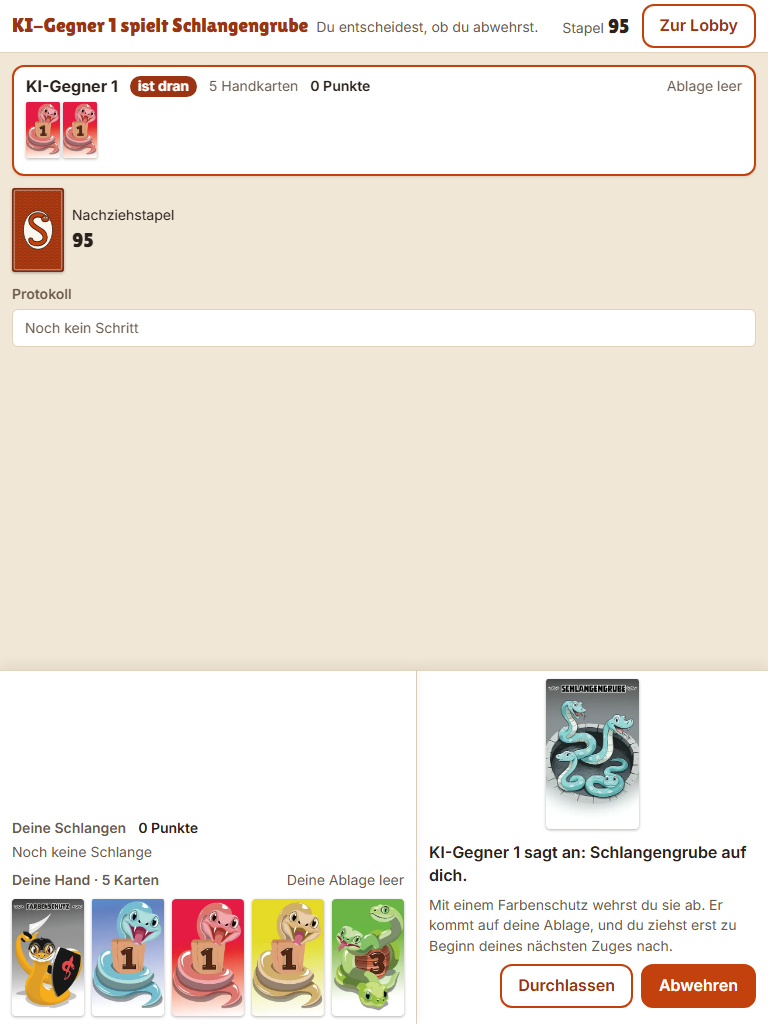 KI-Gegner 1 spielt Schlangengrube Du entscheidest, ob du abwehrst. Stapel 95 Zur Lobby
KI-Gegner 1 ist dran 5 Handkarten 0 Punkte Ablage leer
1 1
S
Nachziehstapel
95
Protokoll
Noch kein Schritt
SCHLANGENGRUBE
KI-Gegner 1 sagt an: Schlangengrube auf
dich.
Mit einem Farbenschutz wehrst du sie ab. Er
kommt auf deine Ablage, und du ziehst erst zu
Beginn deines nächsten Zuges nach.
Durchlassen Abwehren
Deine Schlangen 0 Punkte
Noch keine Schlange
Deine Hand · 5 Karten Deine Ablage leer
FARBENSCHUTZ
1 1 1 3